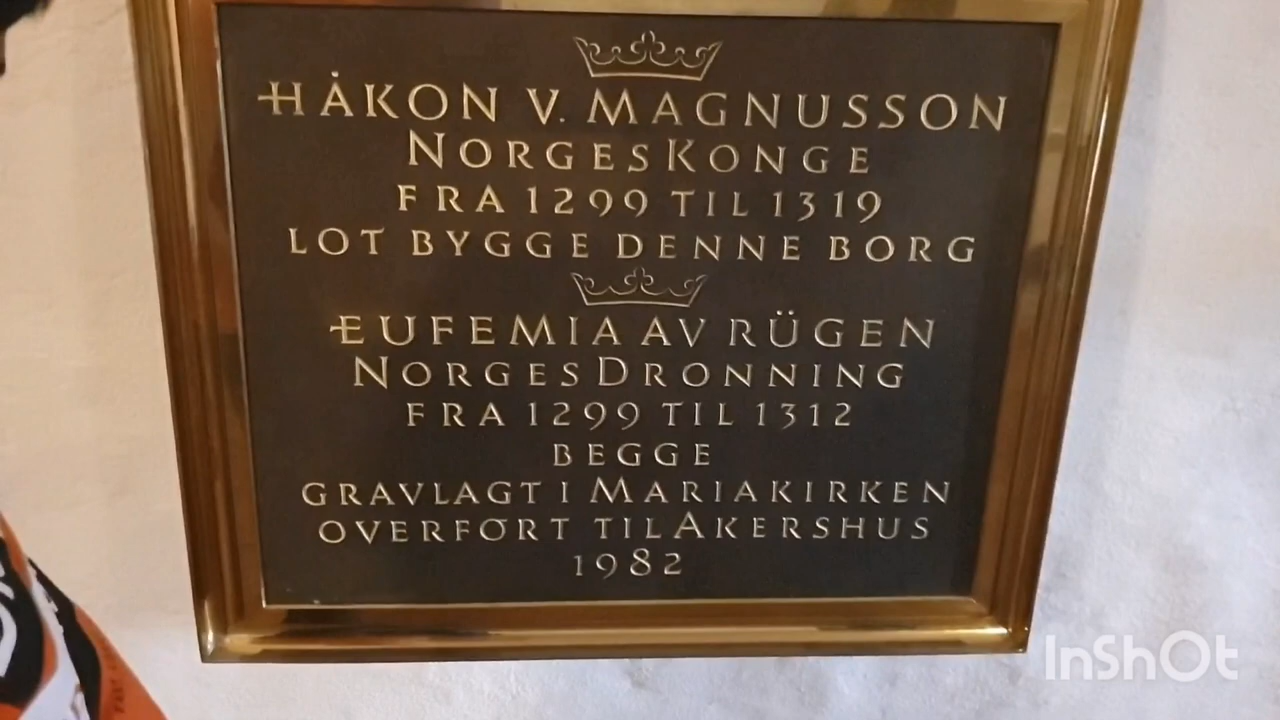 HÅKON V. MAGNUSSON
NORGES KONGE
FRA 1299 TIL 1319
LOT BYGGE DENNE BORG
EUFEMIA AV RÜGEN
NORGES DRONNING
FRA 1299 TIL 1312
BEGGE
GRAVLAGT I MARIAKIRKEN
OVERFØRT TIL AKERSHUS
1982
InShOt